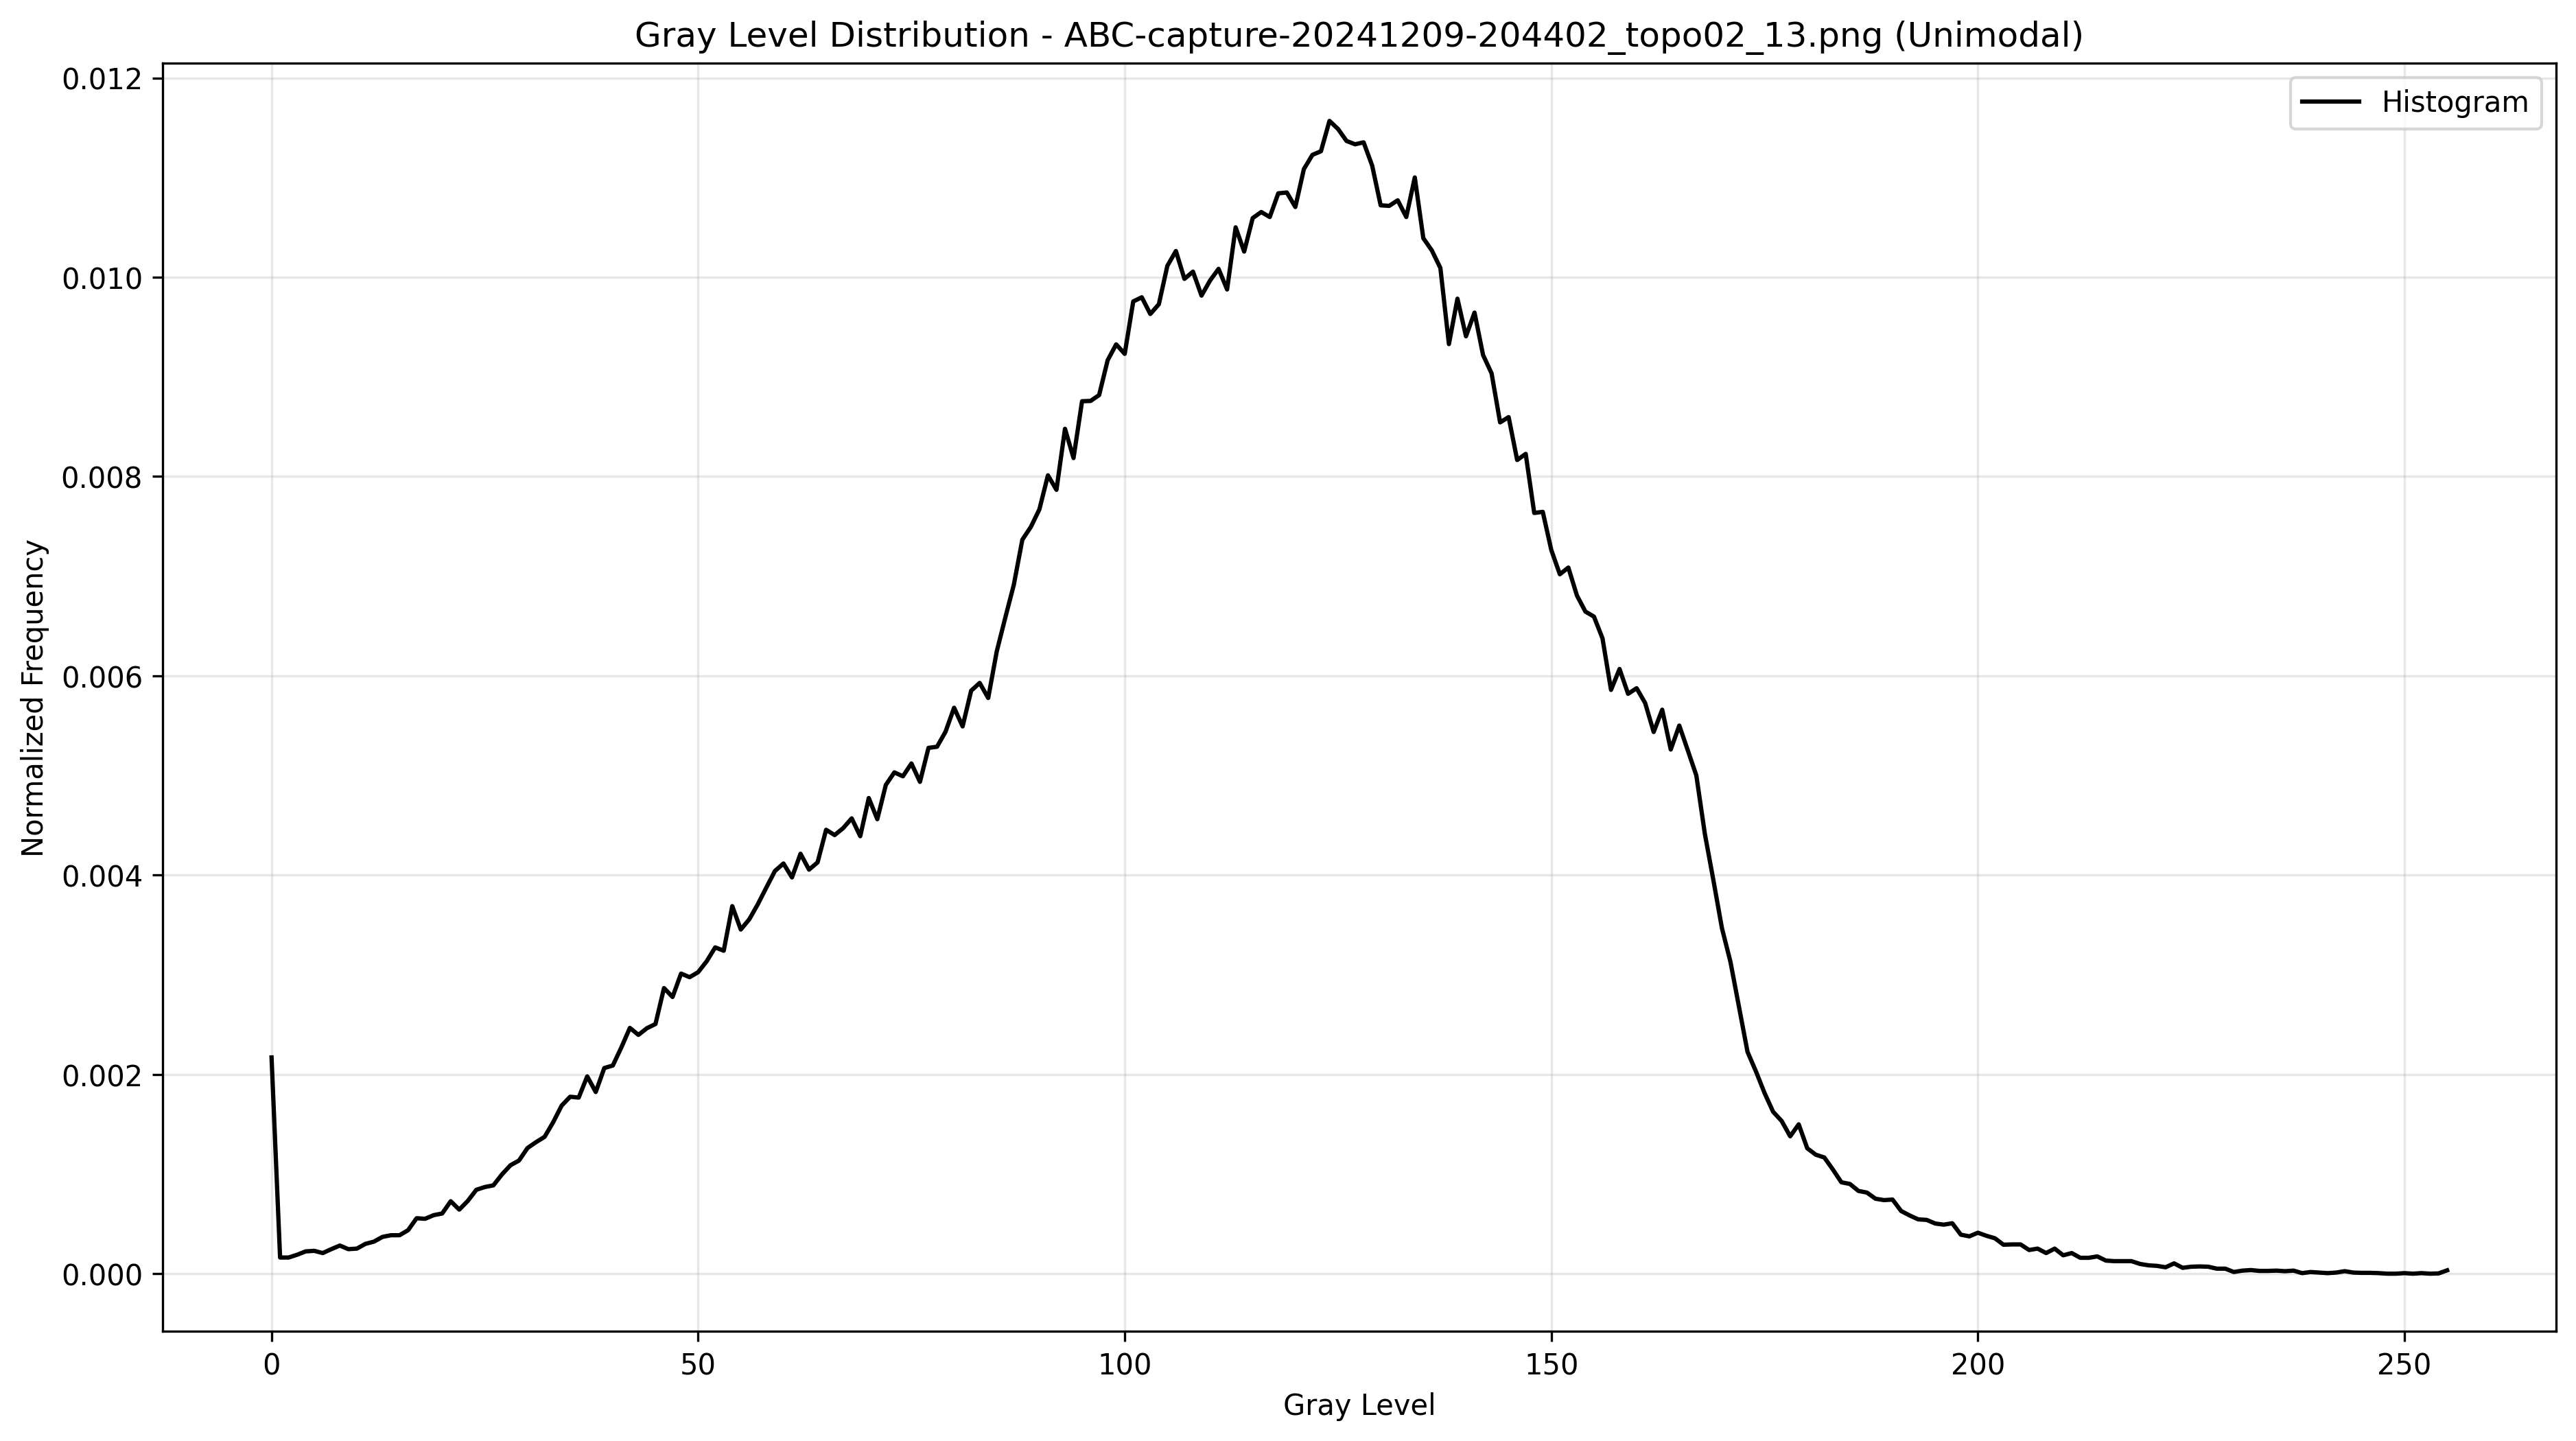 Gray Level Distribution - ABC-capture-20241209-204402_topo02_13.png (Unimodal)
Histogram
0.012
0.010
0.008
0.006
0.004
0.002
0.000
Normalized Frequency
0 50 100 150 200 250
Gray Level